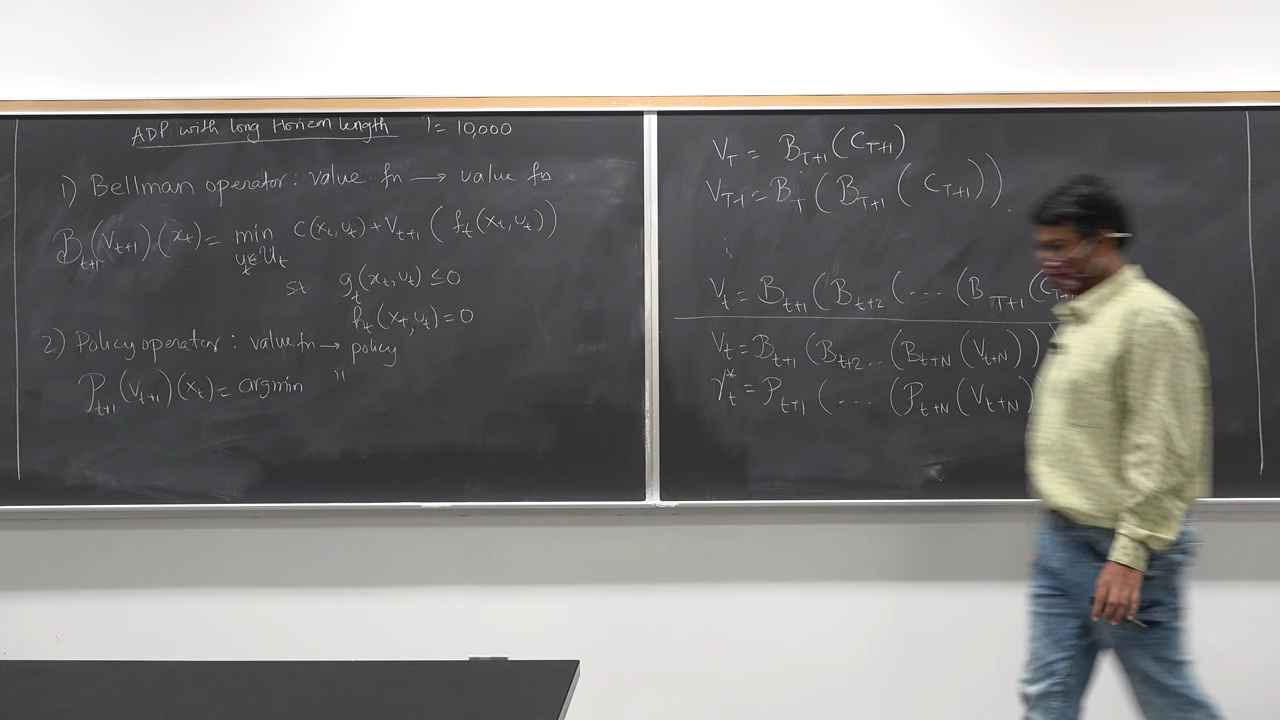 ADP with long Horizon length T = 10,000
1) Bellman operator: value fn → value fn
B_{t+1}(V_{t+1})(x_t) = min_{u_t ∈ U_t} c(x_t, u_t) + V_{t+1}(f_t(x_t, u_t))
st g_t(x_t, u_t) ≤ 0
h_t(x_t, u_t) = 0
2) Policy operator: value fn → policy
P_{t+1}(V_{t+1})(x_t) = argmin "
V_T = B_{T+1}(C_{T+1})
V_{T-1} = B_T(B_{T+1}(C_{T+1}))
⋮
V_t = B_{t+1}(B_{t+2}(....(B_{T+1}(C_{T+1}
V_t = B_{t+1}(B_{t+2}..(B_{t+N}(V_{t+N}))
γ_t^* = P_{t+1}(....(P_{t+N}(V_{t+N})